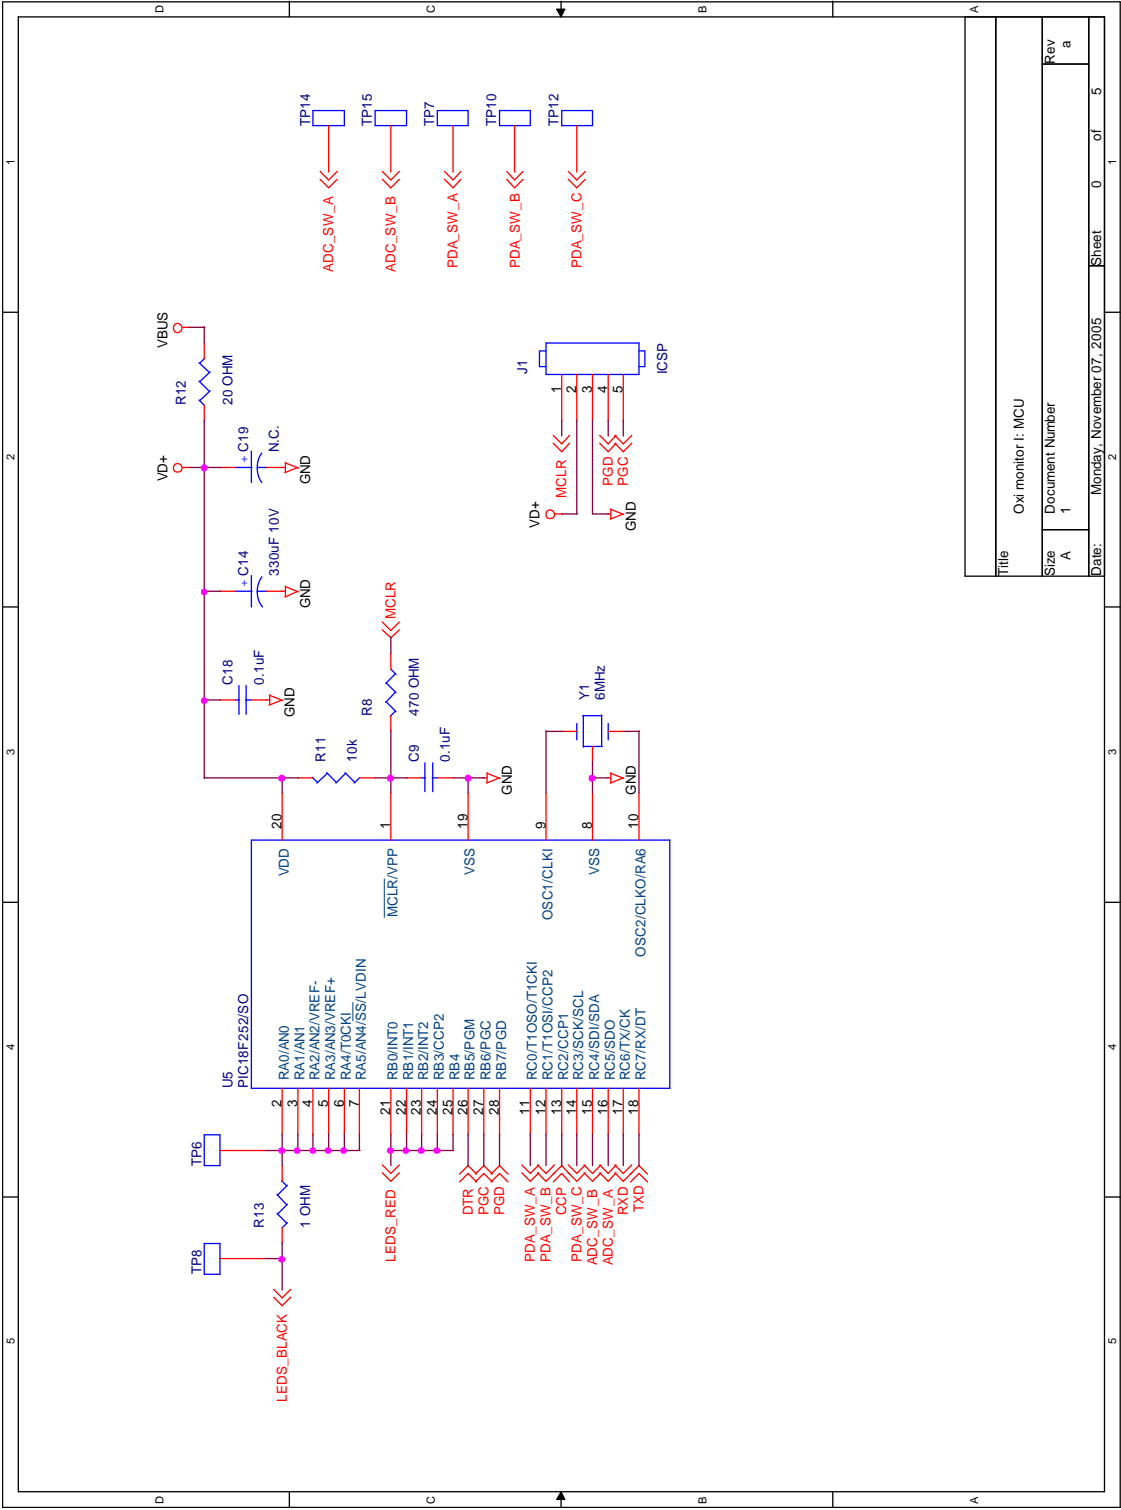 5
4
3
2
1
D
C
B
A
LEDS_BLACK
TP8
R13
1 OHM
TP6
U5
PIC18F252/SO
2
3
4
5
6
7
RA0/AN0
RA1/AN1
RA2/AN2/VREF-
RA3/AN3/VREF+
RA4/T0CKI
RA5/AN4/SS/LVDIN
LEDS_RED
21
22
23
24
25
26
27
28
RB0/INT0
RB1/INT1
RB2/INT2
RB3/CCP2
RB4
RB5/PGM
RB6/PGC
RB7/PGD
DTR
PGC
PGD
PDA_SW_A
PDA_SW_B
CCP
PDA_SW_C
ADC_SW_B
ADC_SW_A
RXD
TXD
11
12
13
14
15
16
17
18
RC0/T1OSO/T1CKI
RC1/T1OSI/CCP2
RC2/CCP1
RC3/SCK/SCL
RC4/SDI/SDA
RC5/SDO
RC6/TX/CK
RC7/RX/DT
VDD
20
MCLR/VPP
1
VSS
19
OSC1/CLKI
9
VSS
8
OSC2/CLKO/RA6
10
R11
10k
C9
0.1uF
GND
R8
470 OHM
MCLR
C18
0.1uF
GND
+ C14
330uF 10V
GND
VD+
+ C19
N.C.
GND
R12
20 OHM
VBUS
Y1
6MHz
GND
VD+
MCLR
PGD
PGC
GND
J1
1
2
3
4
5
ICSP
ADC_SW_A
TP14
ADC_SW_B
TP15
PDA_SW_A
TP7
PDA_SW_B
TP10
PDA_SW_C
TP12
Title
Oxi monitor I: MCU
Size
A
Document Number
1
Rev
a
Date:
Monday, November 07, 2005
Sheet
0 of 5
D
C
B
A
5
4
3
2
1